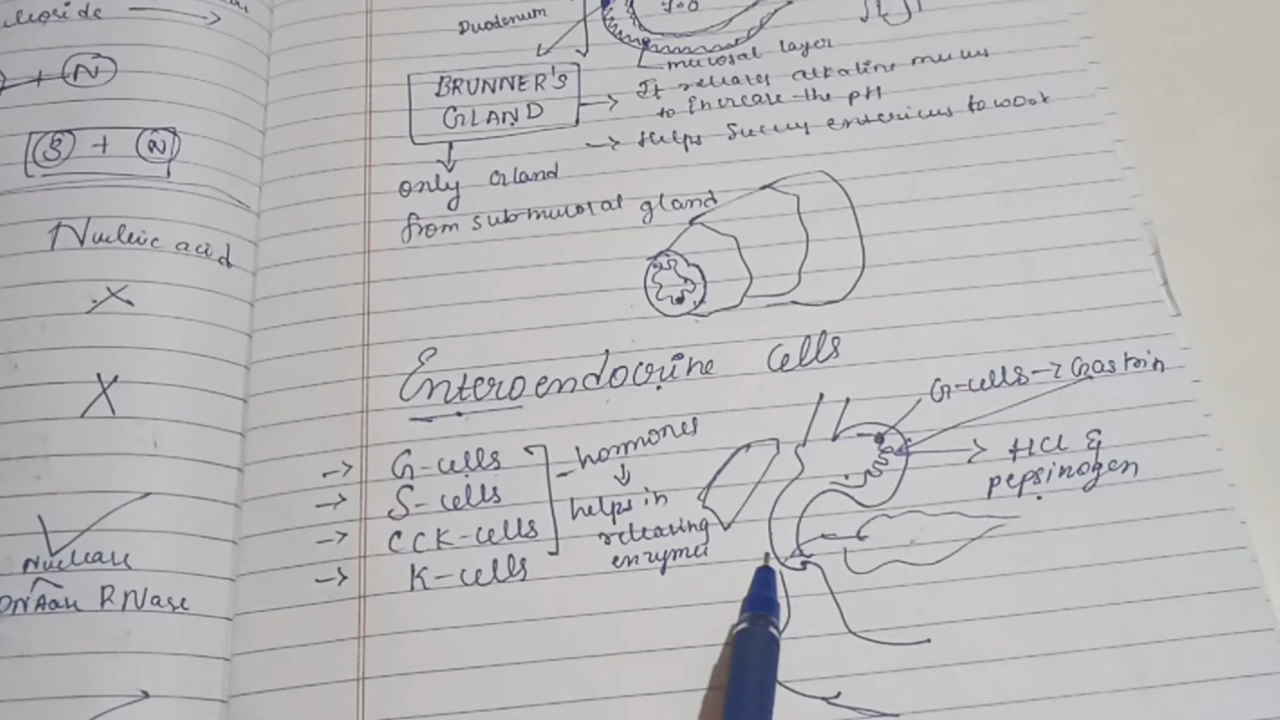 + N
S + N
Nucleic acid
X
X
Nuclease
RNase
Duodenum
mucosal layer
BRUNNER'S
GLAND
→ It releases alkaline mucus
to increase the pH
→ Helps Succus entericus to work
only gland
from submucosal gland
Enteroendocrine cells
→ G-cells
→ S-cells
→ CCK-cells
→ K-cells
hormones
↓
helps in
releasing
enzymes
G-cells → Gastrin
→ HCl &
pepsinogen